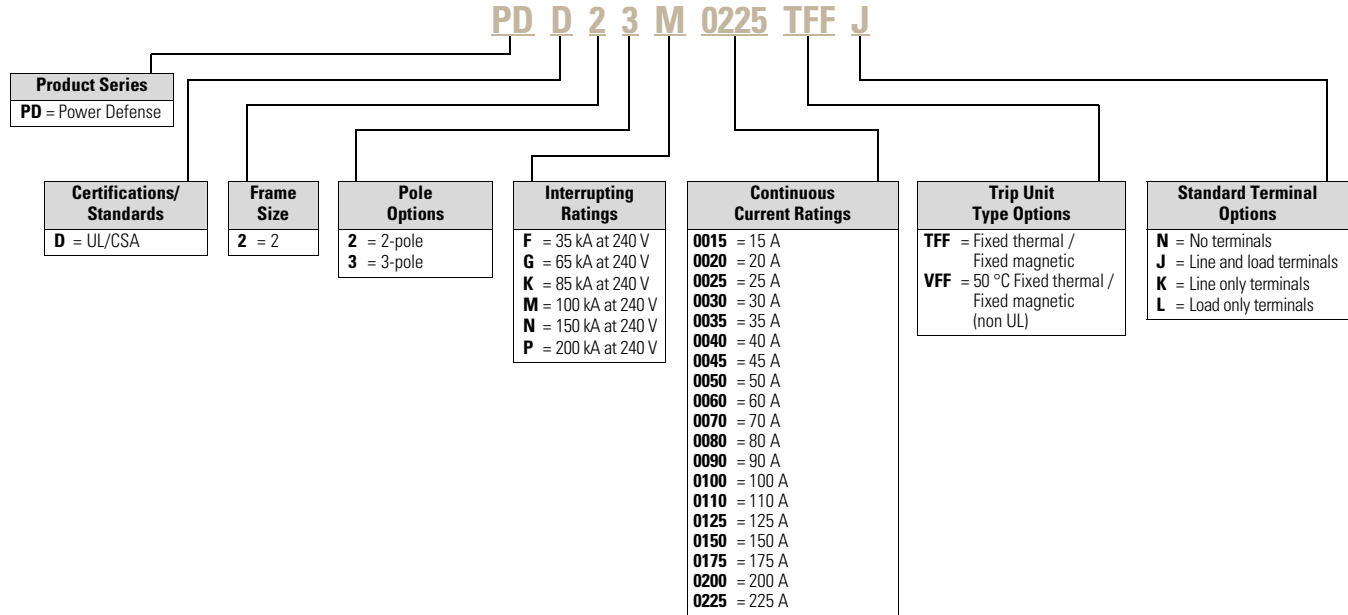 PD D 2 3 M 0225 TFF J
Product Series
PD = Power Defense
Certifications/
Standards
D = UL/CSA
Frame
Size
2 = 2
Pole
Options
2 = 2-pole
3 = 3-pole
Interrupting
Ratings
F = 35 kA at 240 V
G = 65 kA at 240 V
K = 85 kA at 240 V
M = 100 kA at 240 V
N = 150 kA at 240 V
P = 200 kA at 240 V
Continuous
Current Ratings
0015 = 15 A
0020 = 20 A
0025 = 25 A
0030 = 30 A
0035 = 35 A
0040 = 40 A
0045 = 45 A
0050 = 50 A
0060 = 60 A
0070 = 70 A
0080 = 80 A
0090 = 90 A
0100 = 100 A
0110 = 110 A
0125 = 125 A
0150 = 150 A
0175 = 175 A
0200 = 200 A
0225 = 225 A
Trip Unit
Type Options
TFF = Fixed thermal /
Fixed magnetic
VFF = 50 °C Fixed thermal /
Fixed magnetic
(non UL)
Standard Terminal
Options
N = No terminals
J = Line and load terminals
K = Line only terminals
L = Load only terminals